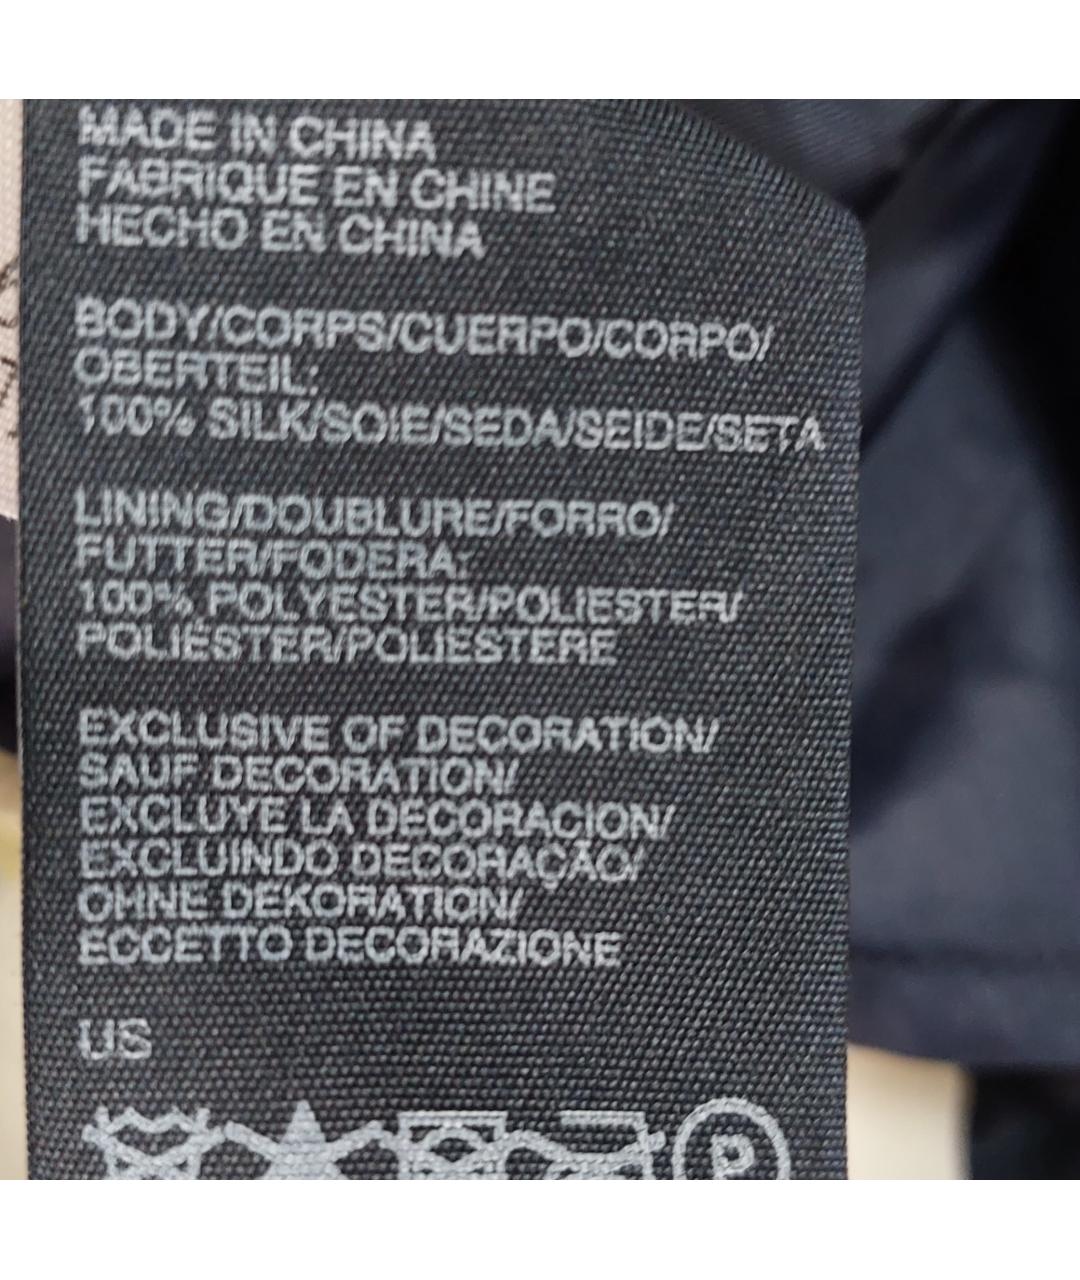 MADE IN CHINA
FABRIQUE EN CHINE
HECHO EN CHINA
BODY/CORPS/CUERPO/CORPO/
OBERTEIL:
100% SILK/SOIE/SEDA/SEIDE/SETA
LINING/DOUBLURE/FORRO/
FUTTER/FODERA:
100% POLYESTER/POLIESTER/
POLIÉSTER/POLIESTERE
EXCLUSIVE OF DECORATION/
SAUF DECORATION/
EXCLUYE LA DECORACION/
EXCLUINDO DECORAÇÃO/
OHNE DEKORATION/
ECCETTO DECORAZIONE
US
P